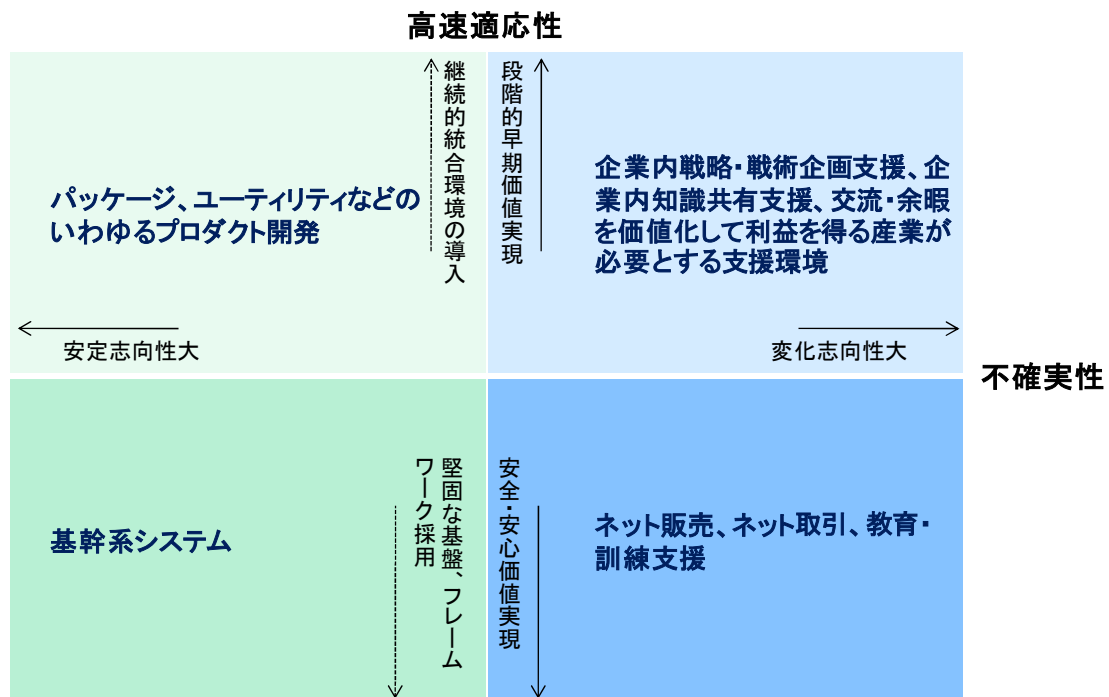 高速適応性
継続的統合環境の導入
段階的早期価値実現
パッケージ、ユーティリティなどの
いわゆるプロダクト開発
企業内戦略・戦術企画支援、企
業内知識共有支援、交流・余暇
を価値化して利益を得る産業が
必要とする支援環境
安定志向性大
変化志向性大
不確実性
堅固な基盤、フレーム
ワーク採用
安全・安心価値実現
基幹系システム
ネット販売、ネット取引、教育・
訓練支援